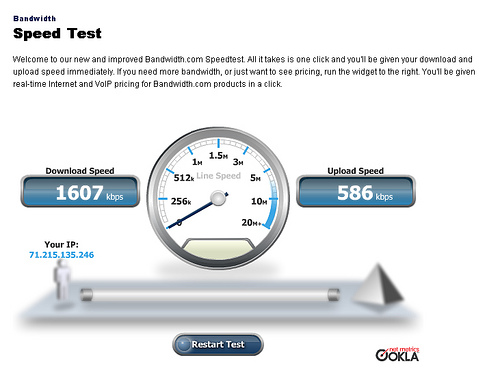 Bandwidth
Speed Test
Welcome to our new and improved Bandwidth.com Speedtest. All it takes is one click and you'll be given your download and
upload speed immediately. If you need more bandwidth, or just want to see pricing, run the widget to the right. You'll be given
real-time Internet and VoIP pricing for Bandwidth.com products in a click.
Download Speed
1607 kbps
1.5M
1M 3M
512k Line Speed 5M
256k 10M
0 20M+
Upload Speed
586 kbps
Your IP:
71.215.135.246
Restart Test
net metrics
OOKLA